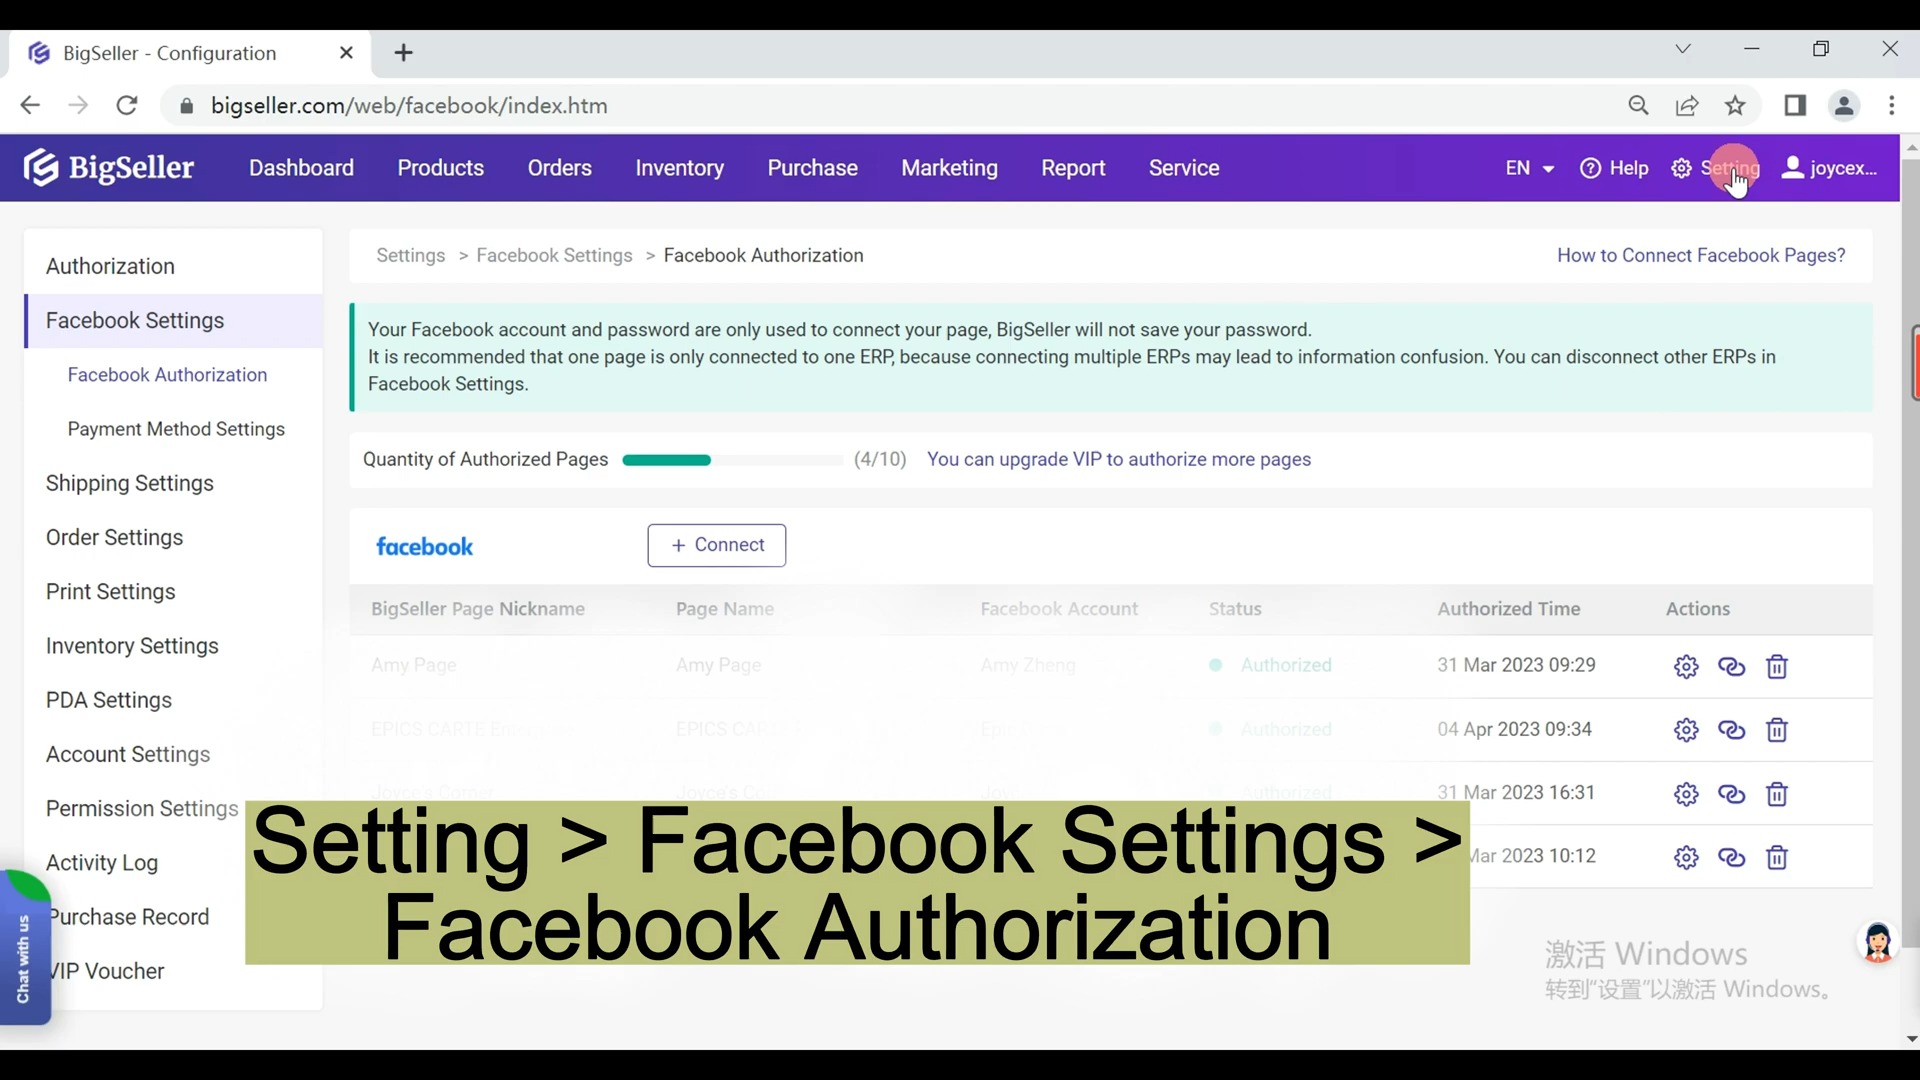 BigSeller - Configuration
bigseller.com/web/facebook/index.htm
BigSeller Dashboard Products Orders Inventory Purchase Marketing Report Service EN Help Setting joycex...
Authorization
Facebook Settings
Facebook Authorization
Payment Method Settings
Shipping Settings
Order Settings
Print Settings
Inventory Settings
PDA Settings
Account Settings
Permission Settings
Activity Log
Purchase Record
VIP Voucher
Chat with us
Settings > Facebook Settings > Facebook Authorization
How to Connect Facebook Pages?
Your Facebook account and password are only used to connect your page, BigSeller will not save your password.
It is recommended that one page is only connected to one ERP, because connecting multiple ERPs may lead to information confusion. You can disconnect other ERPs in
Facebook Settings.
Quantity of Authorized Pages (4/10) You can upgrade VIP to authorize more pages
facebook + Connect
BigSeller Page Nickname Page Name Facebook Account Status Authorized Time Actions
Amy Page Amy Page Amy Zheng Authorized 31 Mar 2023 09:29
EPICS CARTE EPICS Authorized 04 Apr 2023 09:34
Joyce's Corner Joyce's Authorized 31 Mar 2023 16:31
Mar 2023 10:12
Setting > Facebook Settings >
Facebook Authorization
激活 Windows
转到“设置”以激活 Windows。